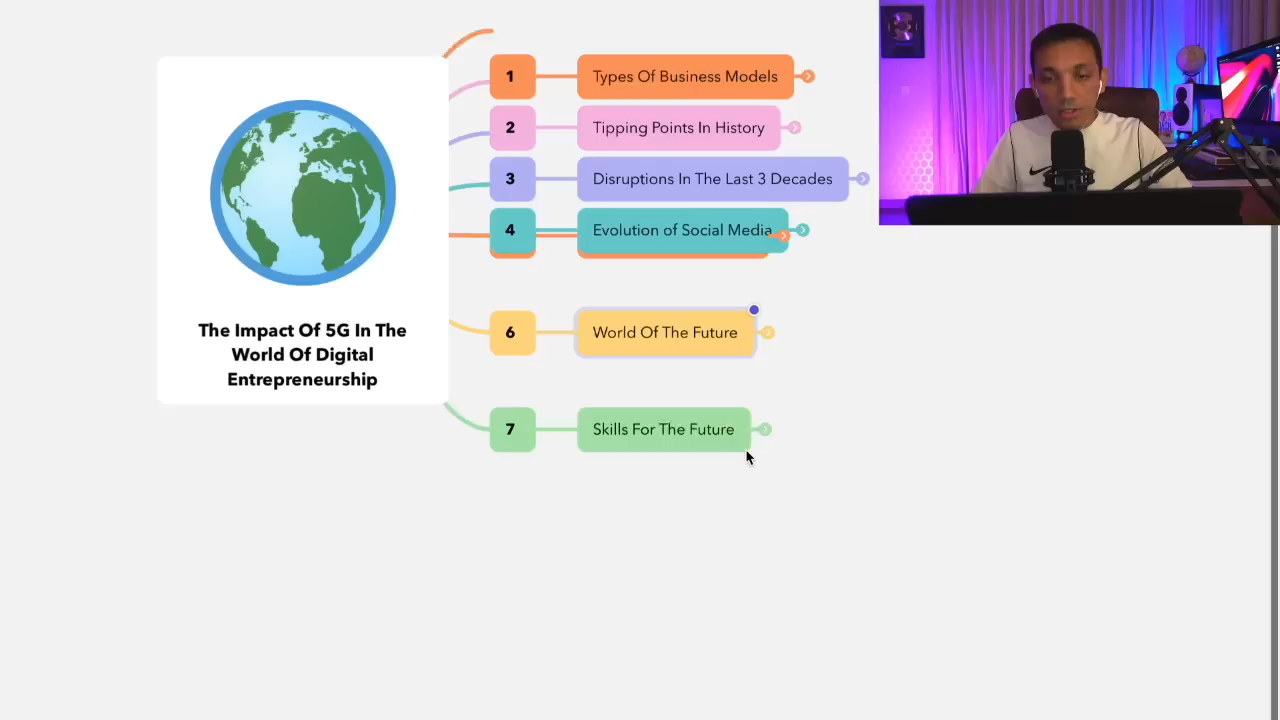 1
Types Of Business Models
2
Tipping Points In History
3
Disruptions In The Last 3 Decades
4
Evolution of Social Media
The Impact Of 5G In The
World Of Digital
Entrepreneurship
6
World Of The Future
7
Skills For The Future